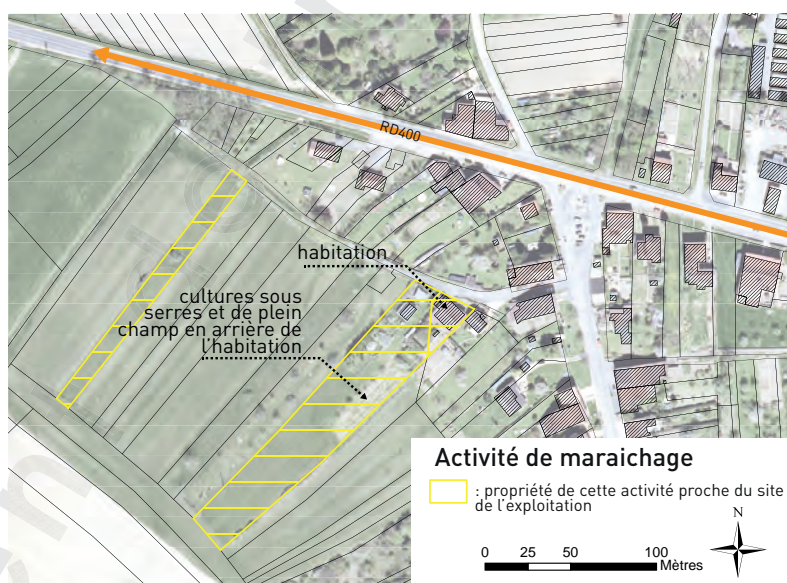 RD400
habitation
cultures sous
serres et de plein
champ en arrière de
l'habitation
Activité de maraichage
: propriété de cette activité proche du site
de l'exploitation
N
0 25 50 100
Mètres